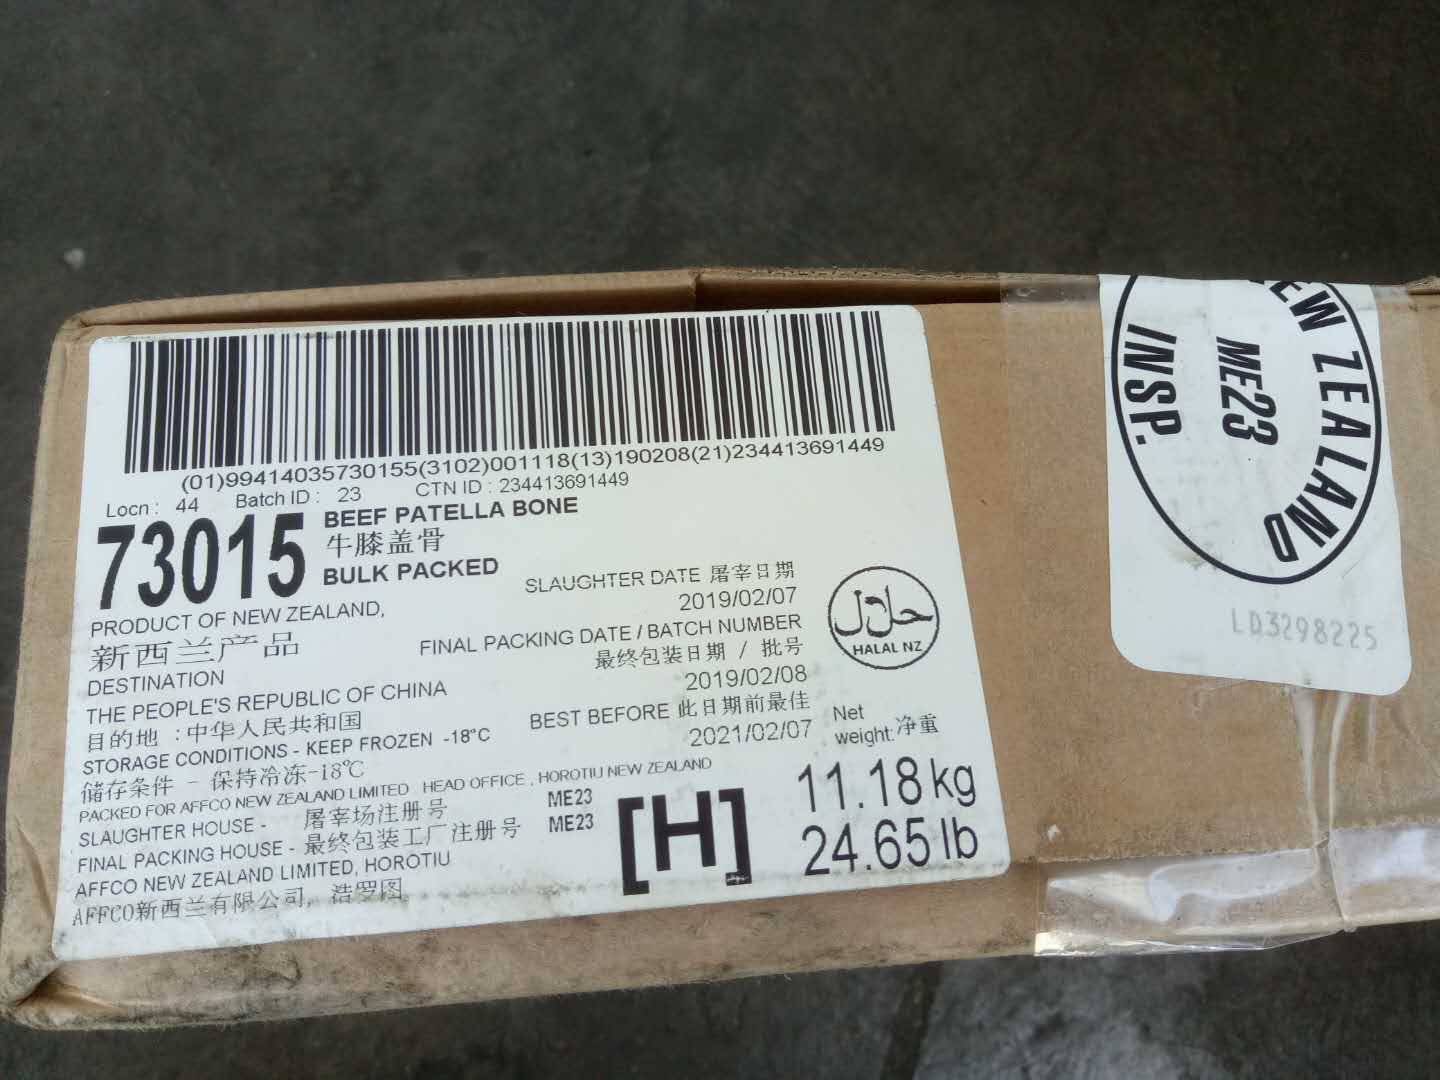 (01)99414035730155(3102)001118(13)190208(21)234413691449
Locn: 44 Batch ID: 23 CTN ID: 234413691449
73015
BEEF PATELLA BONE
牛膝盖骨
BULK PACKED
PRODUCT OF NEW ZEALAND,
新西兰产品
DESTINATION
THE PEOPLE'S REPUBLIC OF CHINA
目的地 :中华人民共和国
STORAGE CONDITIONS - KEEP FROZEN -18°C
储存条件 - 保持冷冻-18℃
PACKED FOR AFFCO NEW ZEALAND LIMITED HEAD OFFICE, HOROTIU NEW ZEALAND
SLAUGHTER HOUSE - 屠宰场注册号 ME23
FINAL PACKING HOUSE - 最终包装工厂注册号 ME23
AFFCO NEW ZEALAND LIMITED, HOROTIU
AFFCO新西兰有限公司, 浩罗图
SLAUGHTER DATE 屠宰日期
2019/02/07
FINAL PACKING DATE / BATCH NUMBER
最终包装日期 / 批号
2019/02/08
BEST BEFORE 此日期前最佳
2021/02/07
حلال
HALAL NZ
Net
weight:净重
11.18 kg
24.65 lb
[H]
NEW ZEALAND
ME23
INSP.
LD3298225